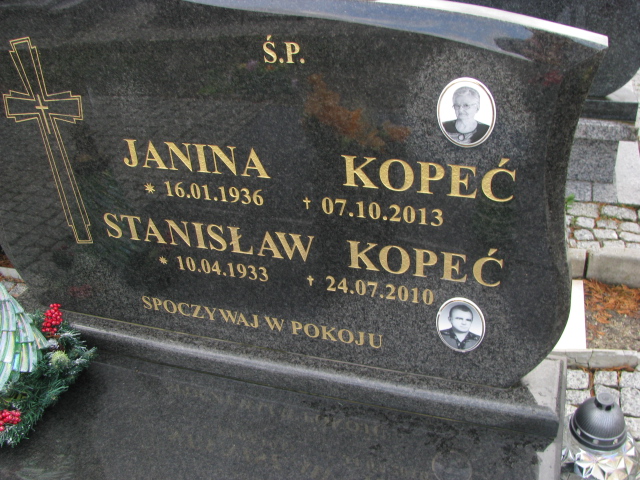 Ś.P.
JANINA KOPEĆ
* 16.01.1936 † 07.10.2013
STANISŁAW KOPEĆ
* 10.04.1933 † 24.07.2010
SPOCZYWAJ W POKOJU